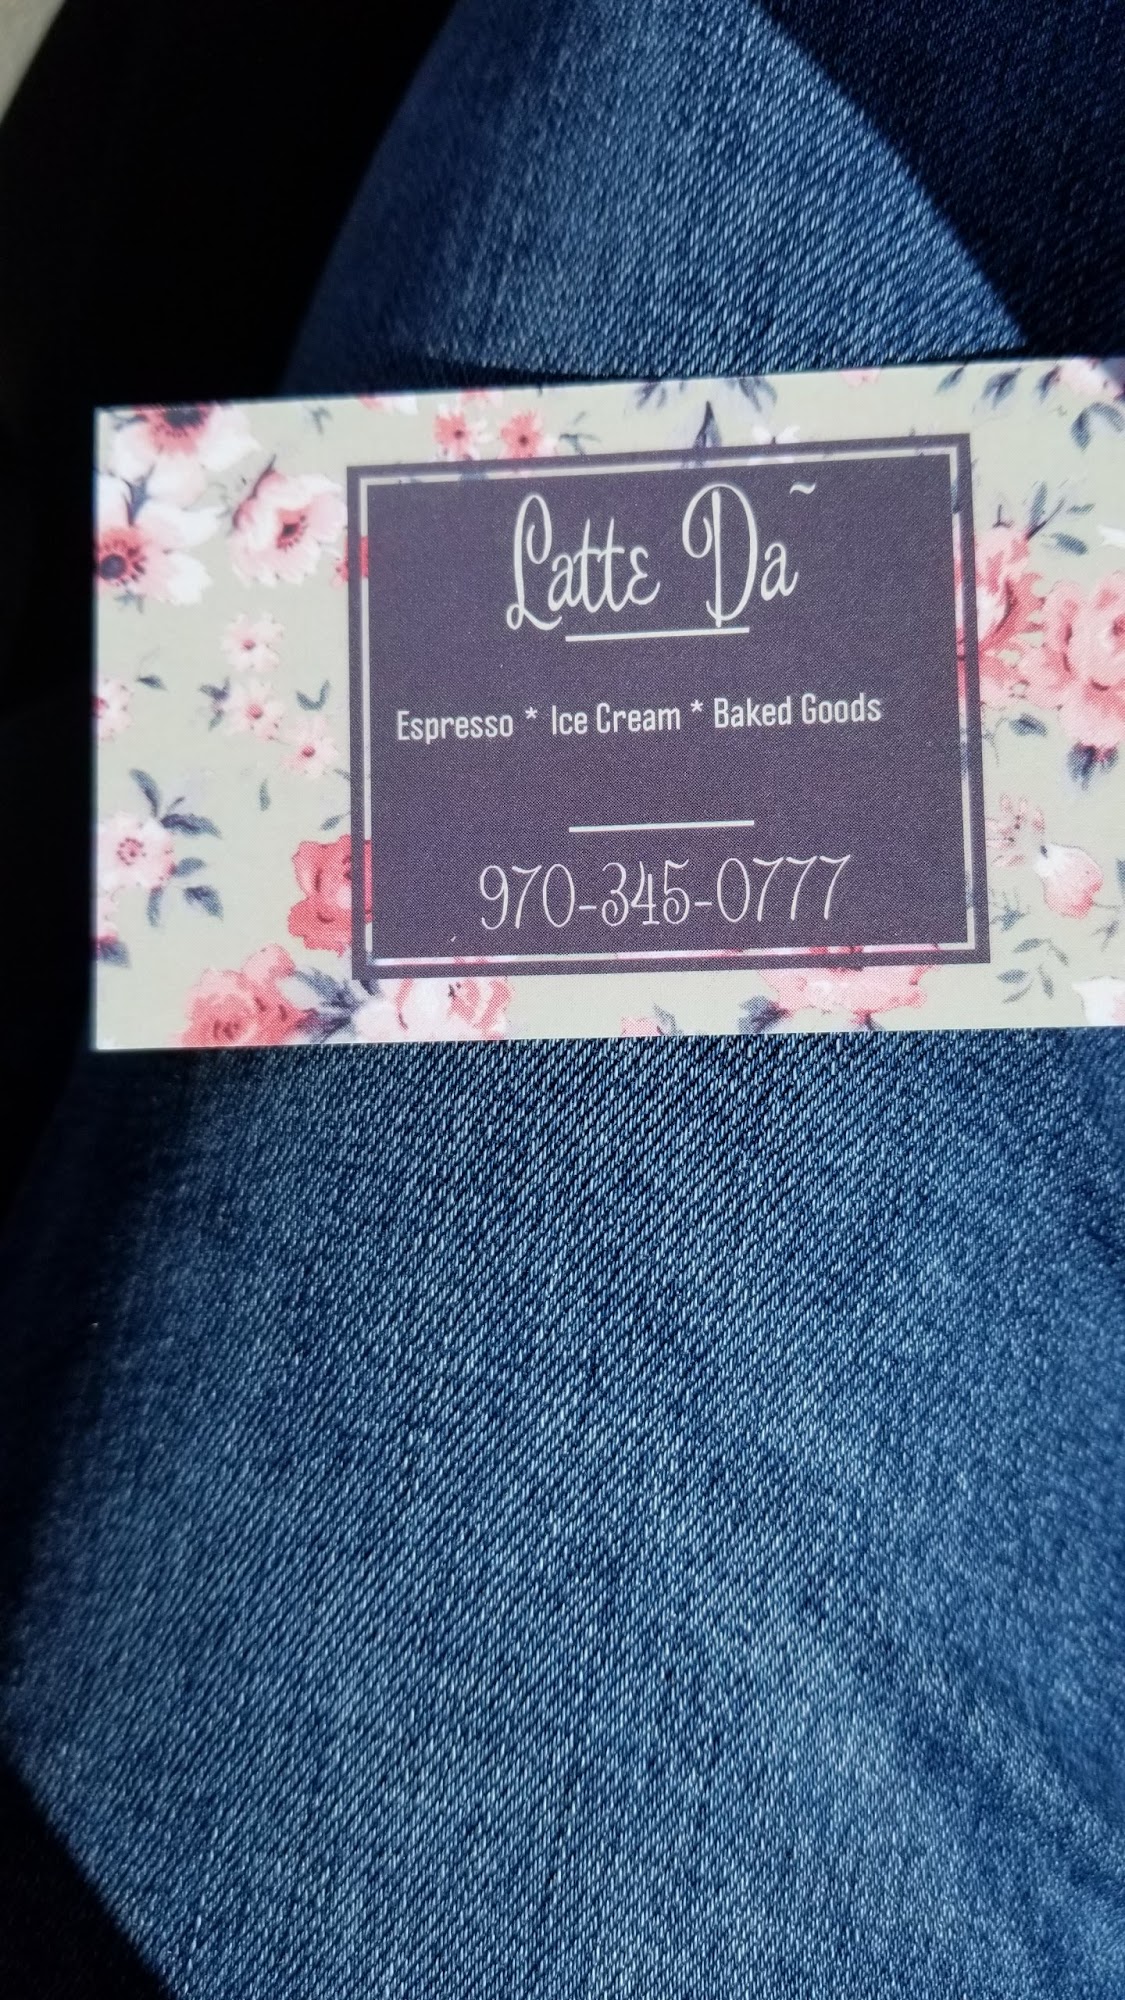 Latte Da~
Espresso * Ice Cream * Baked Goods
970-345-0777